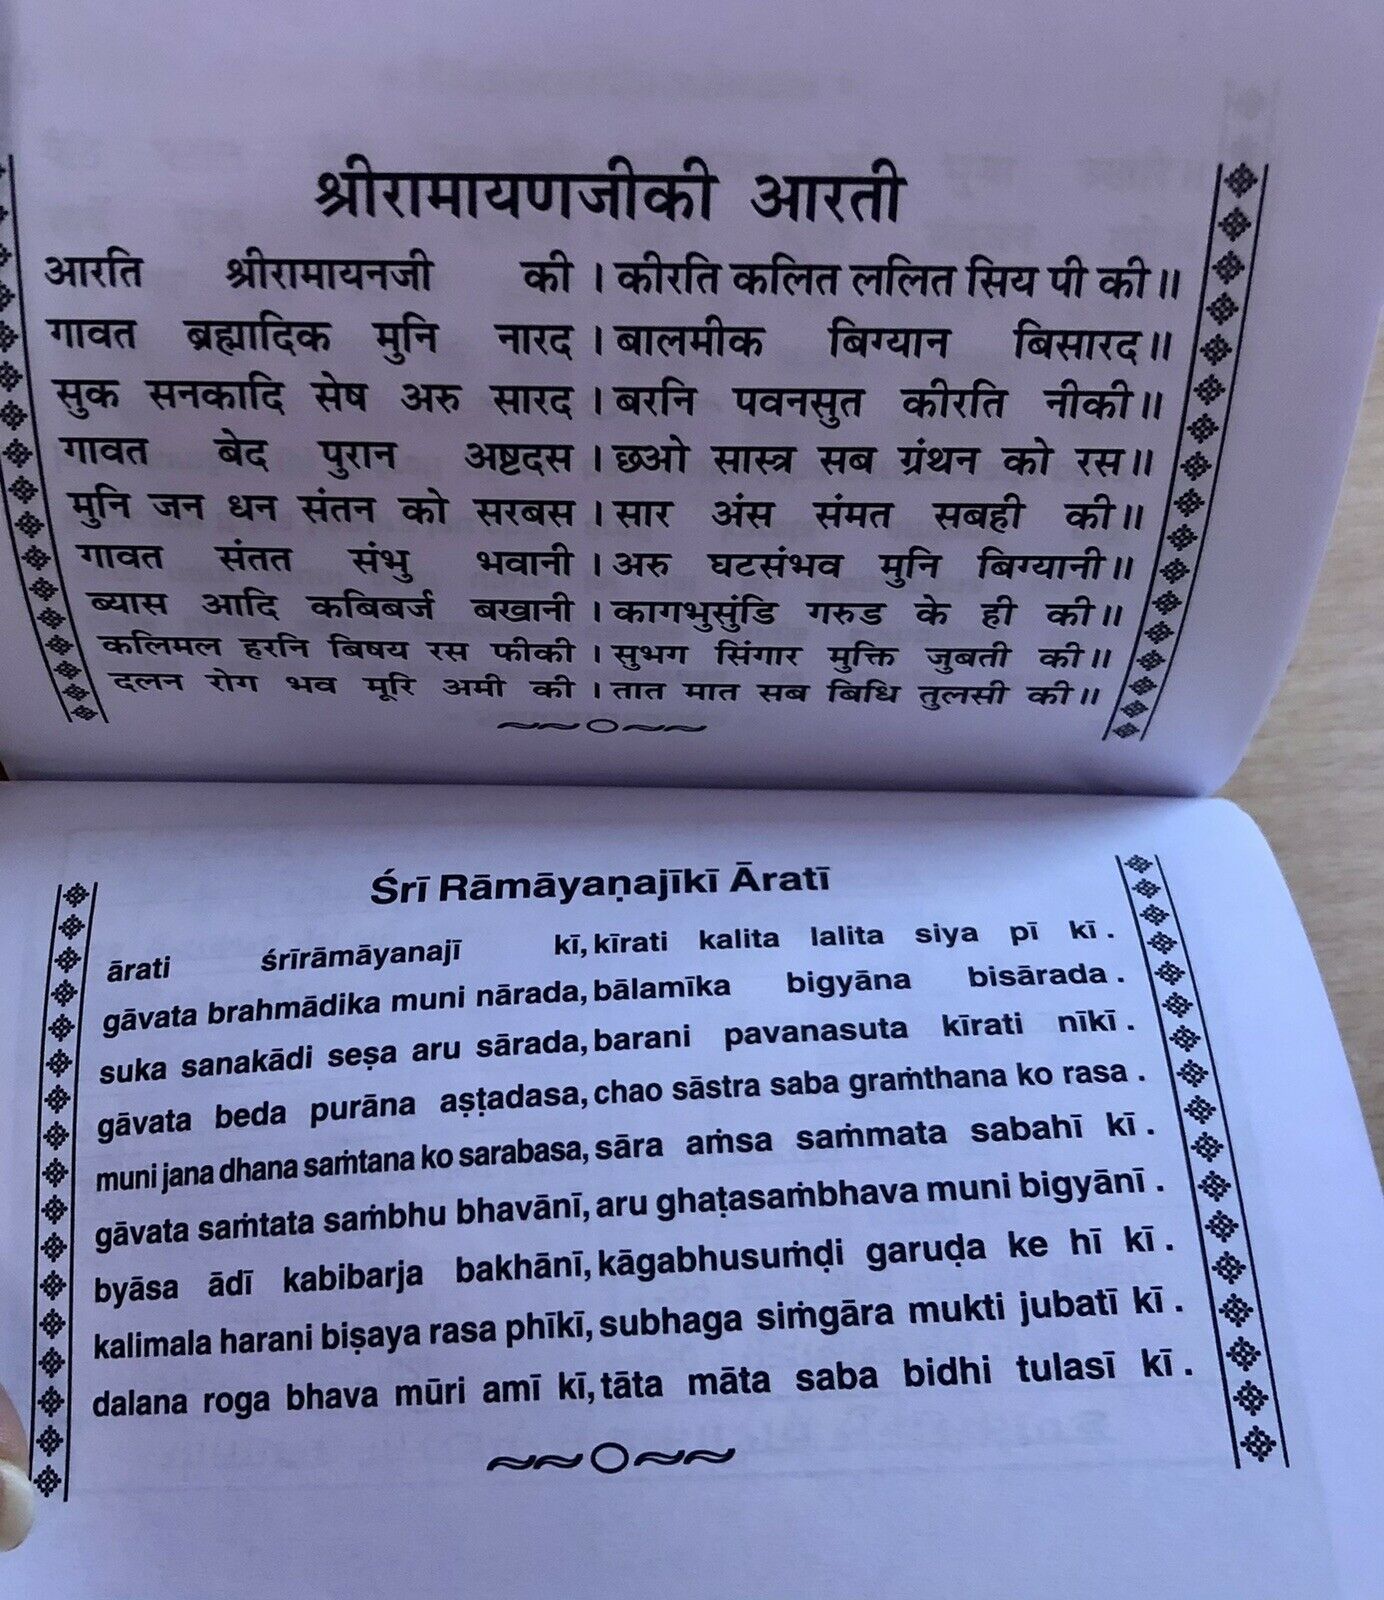 श्रीरामायणजीकी आरती
आरति श्रीरामायनजी की । कीरति कलित ललित सिय पी की॥
गावत ब्रह्मादिक मुनि नारद । बालमीक बिग्यान बिसारद॥
सुक सनकादि सेष अरु सारद । बरनि पवनसुत कीरति नीकी॥
गावत बेद पुरान अष्टदस । छओ सास्त्र सब ग्रंथन को रस॥
मुनि जन धन संतन को सरबस । सार अंस संमत सबही की॥
गावत संतत संभु भवानी । अरु घटसंभव मुनि बिग्यानी॥
ब्यास आदि कबिबर्ज बखानी । कागभुसुंडि गरुड के ही की॥
कलिमल हरनि बिषय रस फीकी । सुभग सिंगार मुक्ति जुबती की॥
दलन रोग भव मूरि अमी की । तात मात सब बिधि तुलसी की॥
Śrī Rāmāyaṇajīkī Āratī
ārati śrīrāmāyanajī kī, kīrati kalita lalita siya pī kī .
gāvata brahmādika muni nārada, bālamīka bigyāna bisārada .
suka sanakādi seṣa aru sārada, barani pavanasuta kīrati nīkī .
gāvata beda purāna aṣṭadasa, chao sāstra saba graṁthana ko rasa .
muni jana dhana saṁtana ko sarabasa, sāra aṁsa saṁmata sabahī kī .
gāvata saṁtata saṁbhu bhavānī, aru ghaṭasaṁbhava muni bigyānī .
byāsa ādī kabibarja bakhānī, kāgabhusuṁḍi garuḍa ke hī kī .
kalimala harani biṣaya rasa phīkī, subhaga siṁgāra mukti jubatī kī .
dalana roga bhava mūri amī kī, tāta māta saba bidhi tulasī kī .